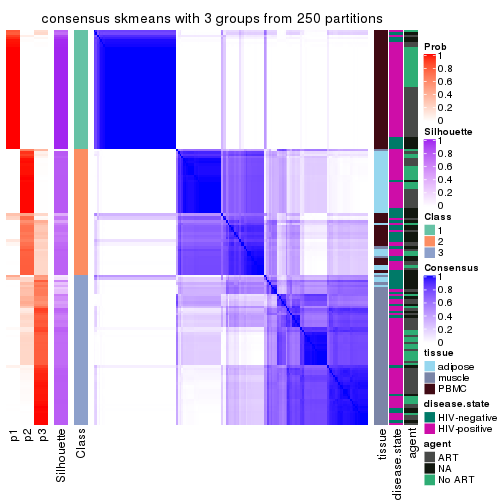 consensus skmeans with 3 groups from 250 partitions
Prob
1
0.8
0.6
0.4
0.2
0
Silhouette
1
0.8
0.6
0.4
0.2
0
Class
1
2
3
Consensus
1
0.8
0.6
0.4
0.2
0
tissue
adipose
muscle
PBMC
disease.state
HIV-negative
HIV-positive
agent
ART
NA
No ART
p1
p2
p3
Silhouette
Class
tissue
disease.state
agent